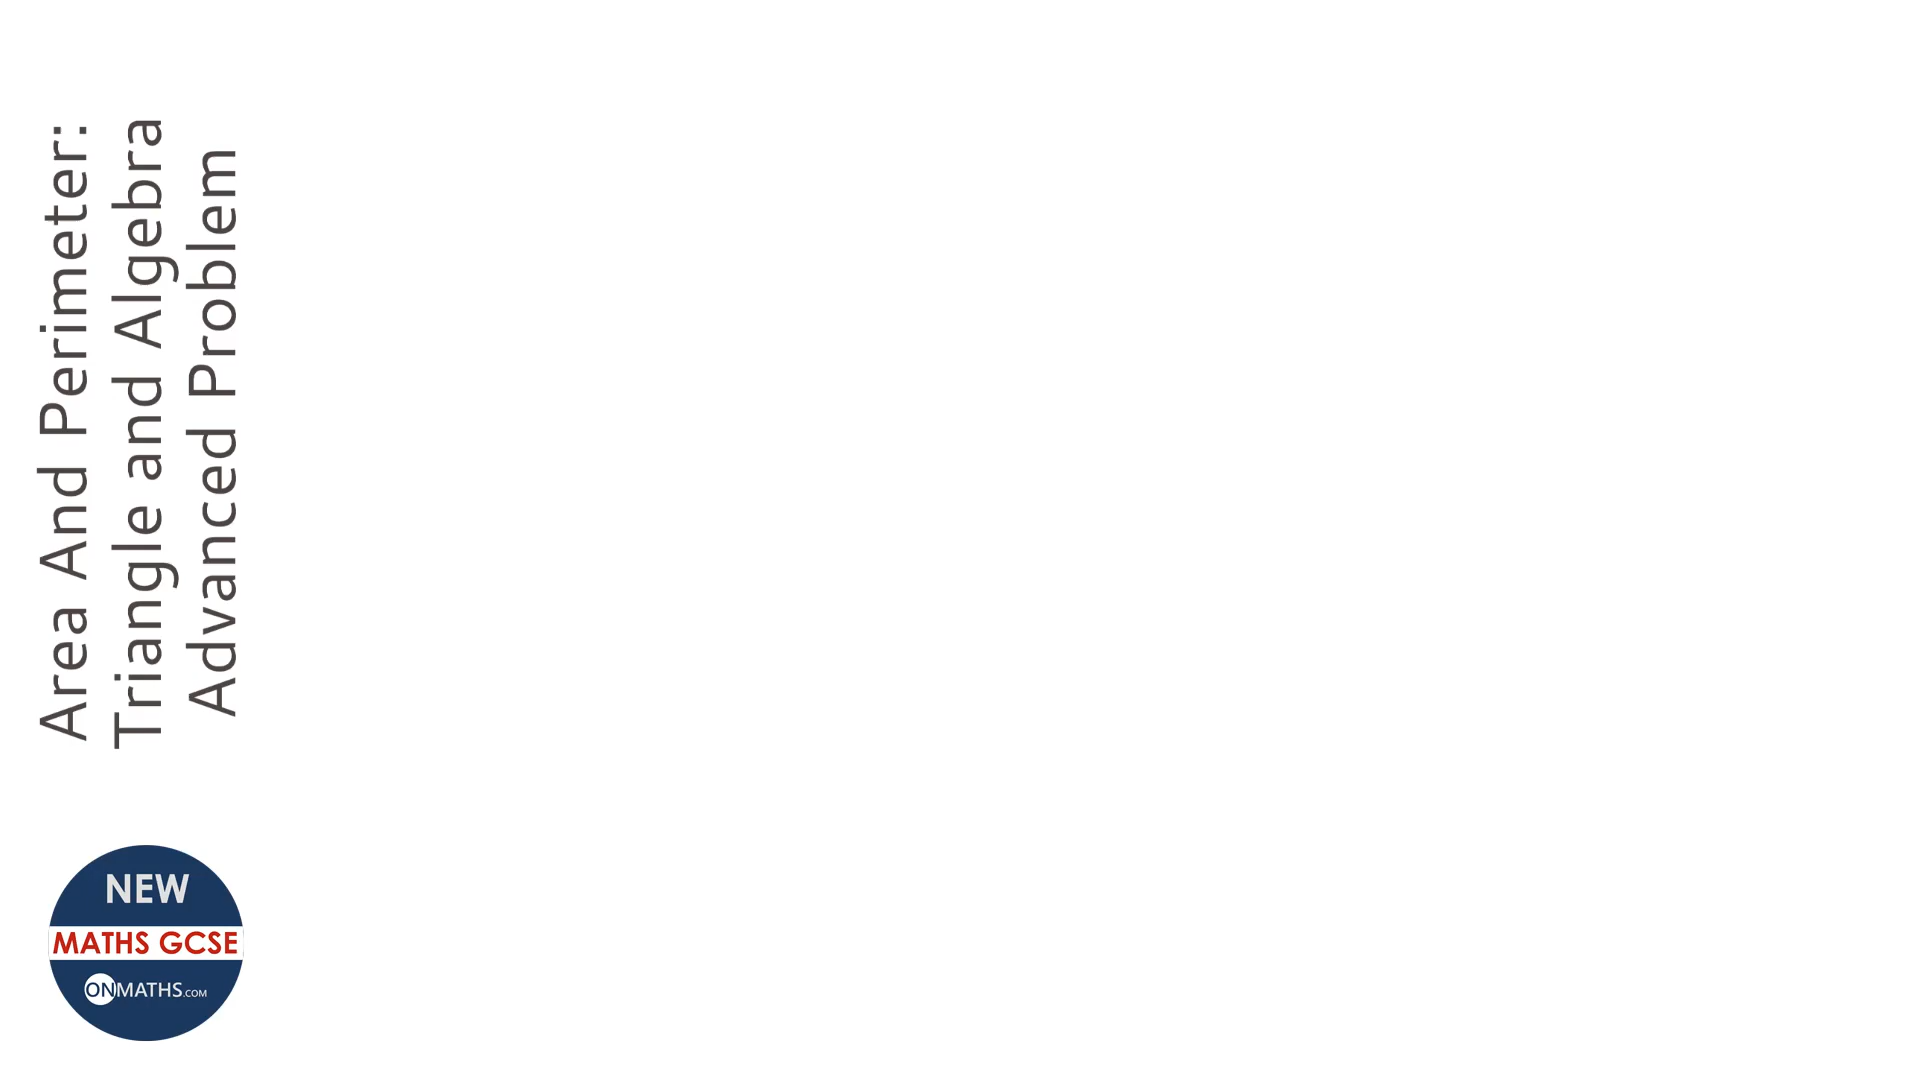 Area And Perimeter:
Triangle and Algebra
Advanced Problem
NEW
MATHS GCSE
ONMATHS.COM